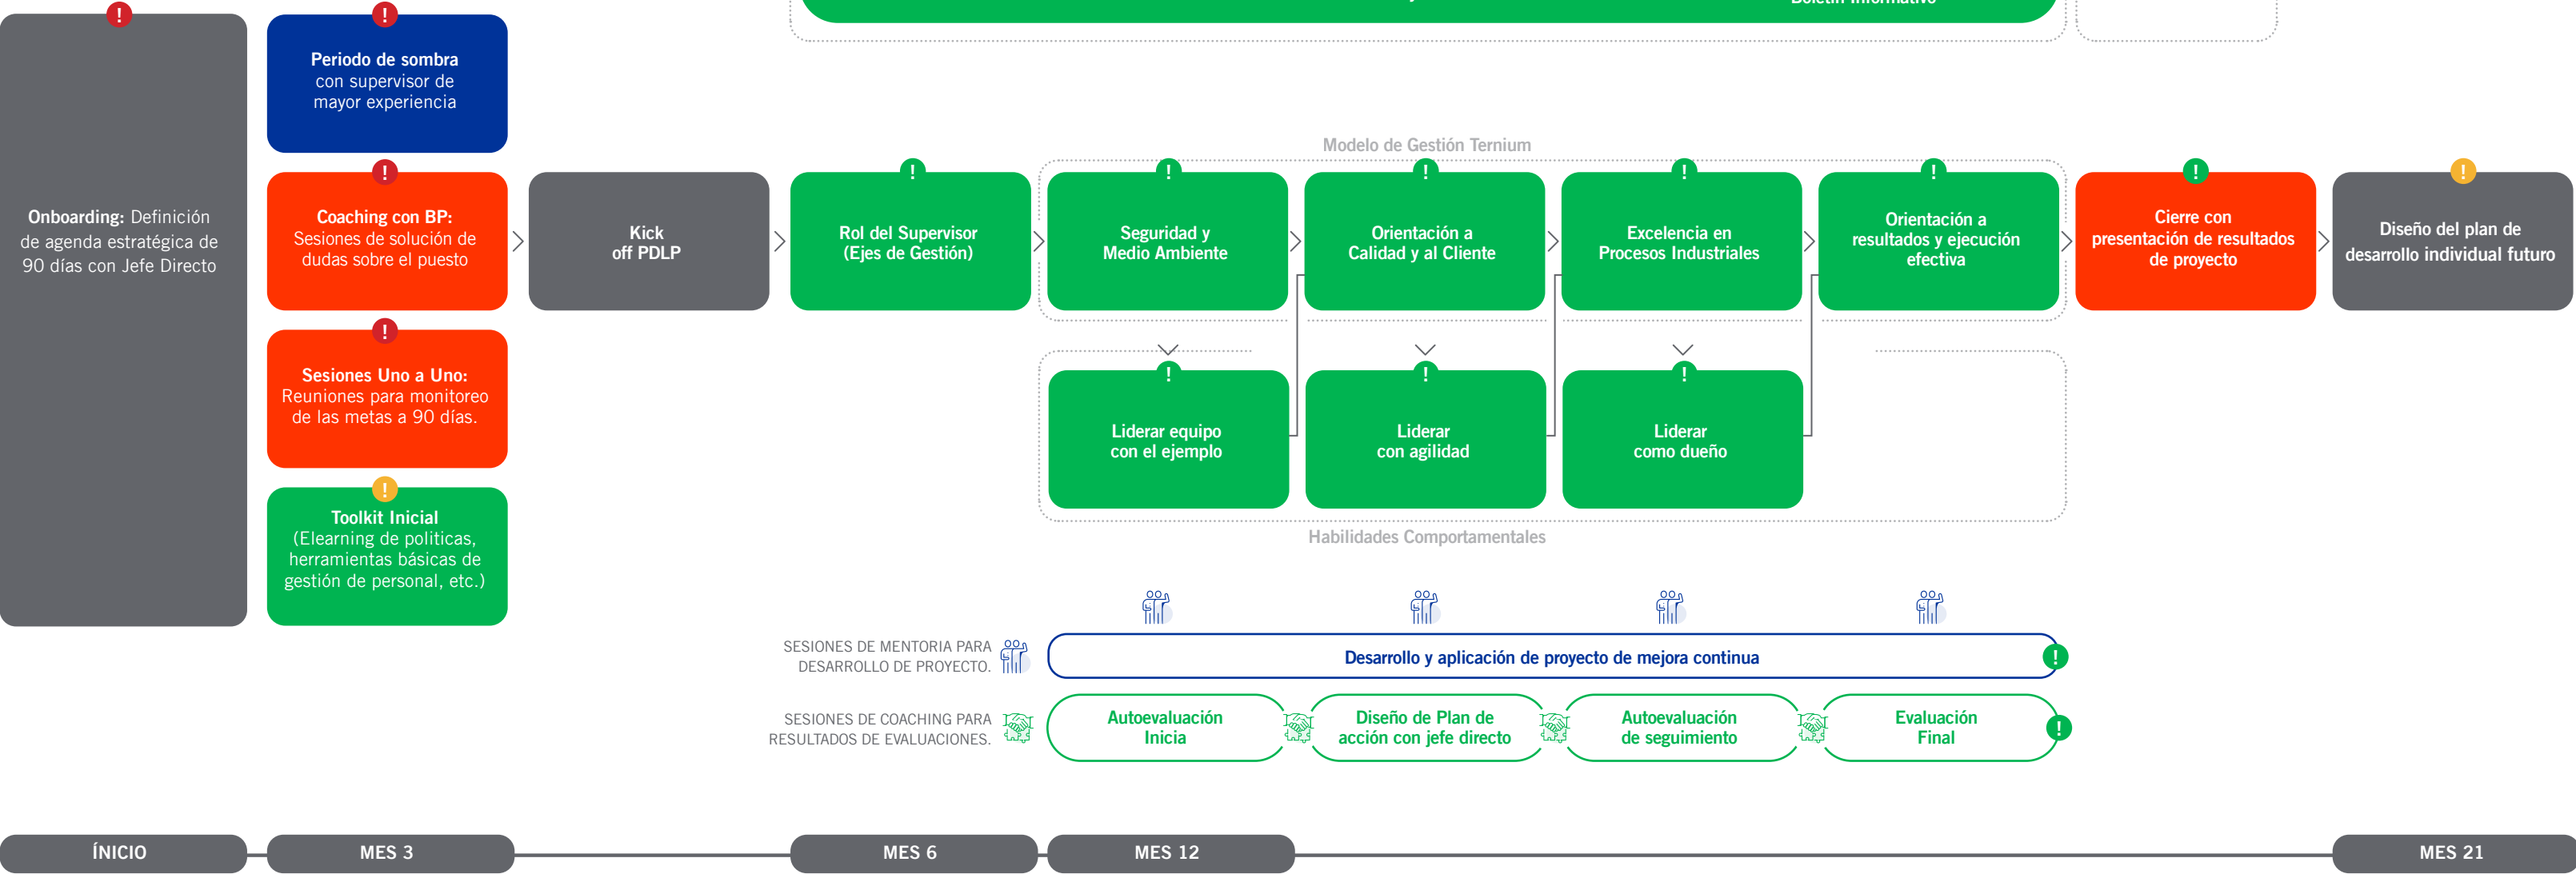 Boletín Informativo
!
!
Periodo de sombra
con supervisor de
mayor experiencia
Modelo de Gestión Ternium
Onboarding: Definición
de agenda estratégica de
90 días con Jefe Directo
!
Coaching con BP:
Sesiones de solución de
dudas sobre el puesto
Kick
off PDLP
!
Rol del Supervisor
(Ejes de Gestión)
!
Seguridad y
Medio Ambiente
!
Orientación a
Calidad y al Cliente
!
Excelencia en
Procesos Industriales
!
Orientación a
resultados y ejecución
efectiva
!
Cierre con
presentación de resultados
de proyecto
!
Diseño del plan de
desarrollo individual futuro
!
Sesiones Uno a Uno:
Reuniones para monitoreo
de las metas a 90 días.
!
Liderar equipo
con el ejemplo
!
Liderar
con agilidad
!
Liderar
como dueño
!
Toolkit Inicial
(Elearning de politicas,
herramientas básicas de
gestión de personal, etc.)
Habilidades Comportamentales
SESIONES DE MENTORIA PARA
DESARROLLO DE PROYECTO.
Desarrollo y aplicación de proyecto de mejora continua
!
SESIONES DE COACHING PARA
RESULTADOS DE EVALUACIONES.
Autoevaluación
Inicia
Diseño de Plan de
acción con jefe directo
Autoevaluación
de seguimiento
Evaluación
Final
!
ÍNICIO
MES 3
MES 6
MES 12
MES 21